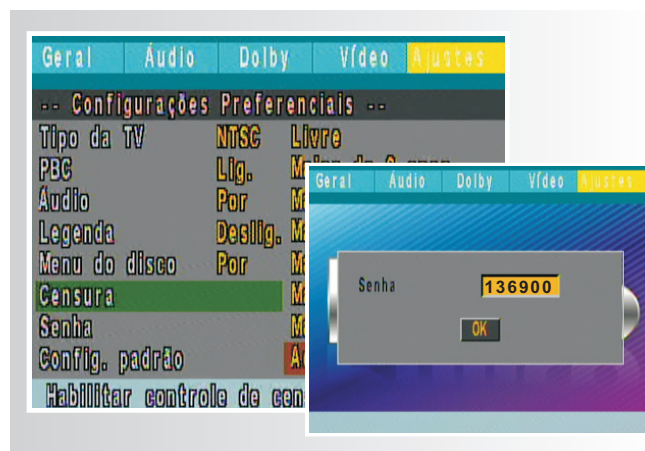 Geral Áudio Dolby Vídeo Ajustes
-- Configurações Preferenciais --
Tipo da TV NTSC Livre
PBC Lig.
Áudio Por
Legenda Deslig.
Menu do disco Por
Censura
Senha
Config. padrão
Habilitar controle de
Geral Áudio Dolby Vídeo Ajustes
Senha 136900
OK